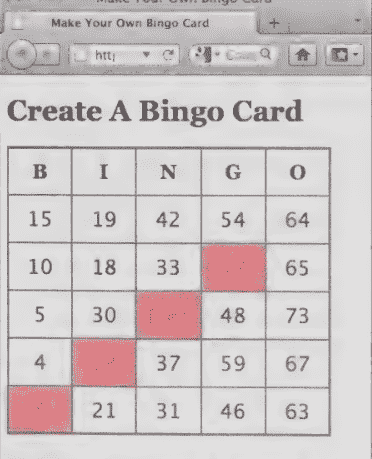 Make Your Own Bingo Card
Make Your Own Bingo Card
http
Create A Bingo Card
B I N G O
15 19 42 54 64
10 18 33 65
5 30 48 73
4 37 59 67
21 31 46 63